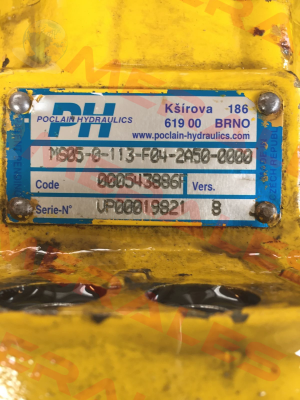 PH
POCLAIN HYDRAULICS
Kšírova 186
619 00 BRNO
www.poclain-hydraulics.com
MS05-0-113-F04-2A50-0000
Code 000543886A Vers.
Serie-N° VP00019821 B